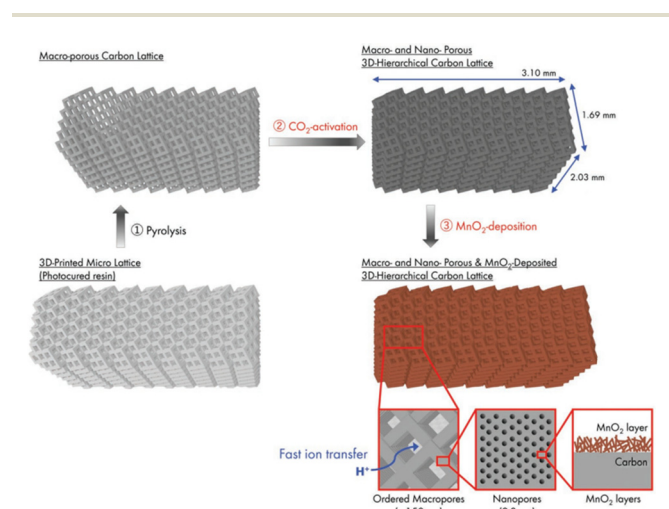 Macro-porous Carbon Lattice
Macro- and Nano- Porous
3D-Hierarchical Carbon Lattice
3.10 mm
② CO₂-activation
1.69 mm
2.03 mm
① Pyrolysis
③ MnO₂-deposition
3D-Printed Micro Lattice
(Photocured resin)
Macro- and Nano- Porous & MnO₂-Deposited
3D-Hierarchical Carbon Lattice
Fast ion transfer
H⁺
MnO₂ layer
Carbon
Ordered Macropores
Nanopores
MnO₂ layers